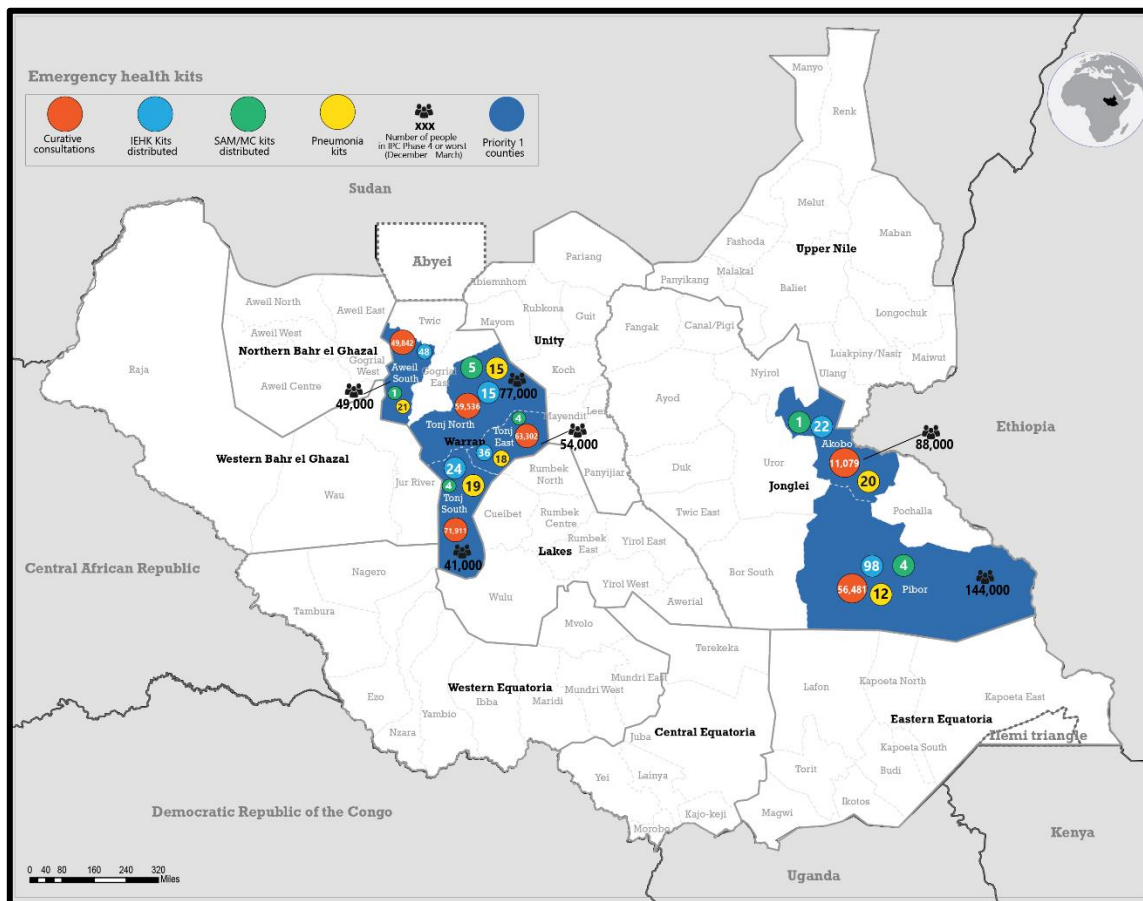 Emergency health kits
Curative
consultations
IEHK Kits
distributed
SAM/MC kits
distributed
Pneumonia
kits
xxx
Number of people
in IPC Phase 4 or worst
(December March)
Priority 1
counties
Sudan
Abyei
Manyo
Renk
Melut
Maban
Fashoda
Upper Nile
Malakal
Panyikang
Baliet
Longochuk
Luakpiny/Nasir
Maiwut
Ulang
Pariang
Abiemnhom
Rubkona
Guit
Mayom
Unity
Koch
Mayendit
Leer
Panyijiar
Fangak
Canal/Pigi
Nyirol
Ayod
Duk
Uror
Twic East
Jonglei
Bor South
Akobo
Pochalla
Pibor
1
22
11,079
20
88,000
98
4
56,481
12
144,000
Ethiopia
Raja
Aweil North
Aweil East
Aweil West
Northern Bahr el Ghazal
Aweil Centre
Aweil
South
49,842
48
1
21
49,000
Twic
Gogrial
West
Gogrial
East
5
15
15
77,000
59,536
Tonj North
Warrap
4
Tonj
East
63,302
36
18
54,000
24
4
19
Tonj
South
71,911
41,000
Western Bahr el Ghazal
Wau
Jur River
Rumbek
North
Cueibet
Rumbek
Centre
Rumbek
East
Lakes
Yirol East
Yirol West
Awerial
Wulu
Central African Republic
Nagero
Tambura
Ezo
Nzara
Yambio
Western Equatoria
Ibba
Maridi
Mvolo
Mundri West
Mundri East
Terekeka
Central Equatoria
Juba
Yei
Lainya
Morobo
Kajo-keji
Lafon
Kapoeta North
Kapoeta East
Eastern Equatoria
Ilemi triangle
Kapoeta South
Torit
Budi
Ikotos
Magwi
Democratic Republic of the Congo
Uganda
Kenya
0 40 80 160 240 320
Miles